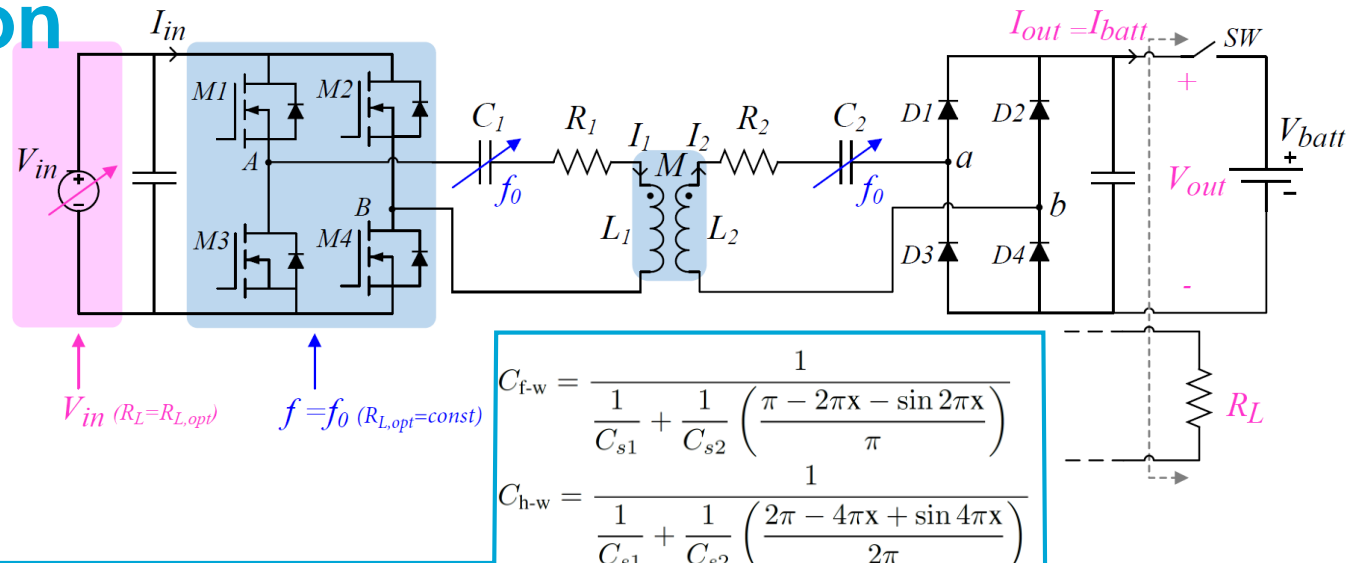 on
I_in
I_out =I_batt
SW
M1
M2
C_1
R_1
I_1
I_2
R_2
C_2
D1
D2
V_batt
+
+
-
V_in
+
-
A
M
a
V_out
f_0
f_0
B
b
M3
M4
L_1
L_2
D3
D4
-
V_in (R_L=R_L,opt)
f =f_0 (R_L,opt=const)
R_L
C_f-w = 1 / (1/C_s1 + 1/C_s2 ((π − 2πx − sin 2πx)/π))
C_h-w = 1 / (1/C_s1 + 1/C_s2 ((2π − 4πx + sin 4πx)/2π))